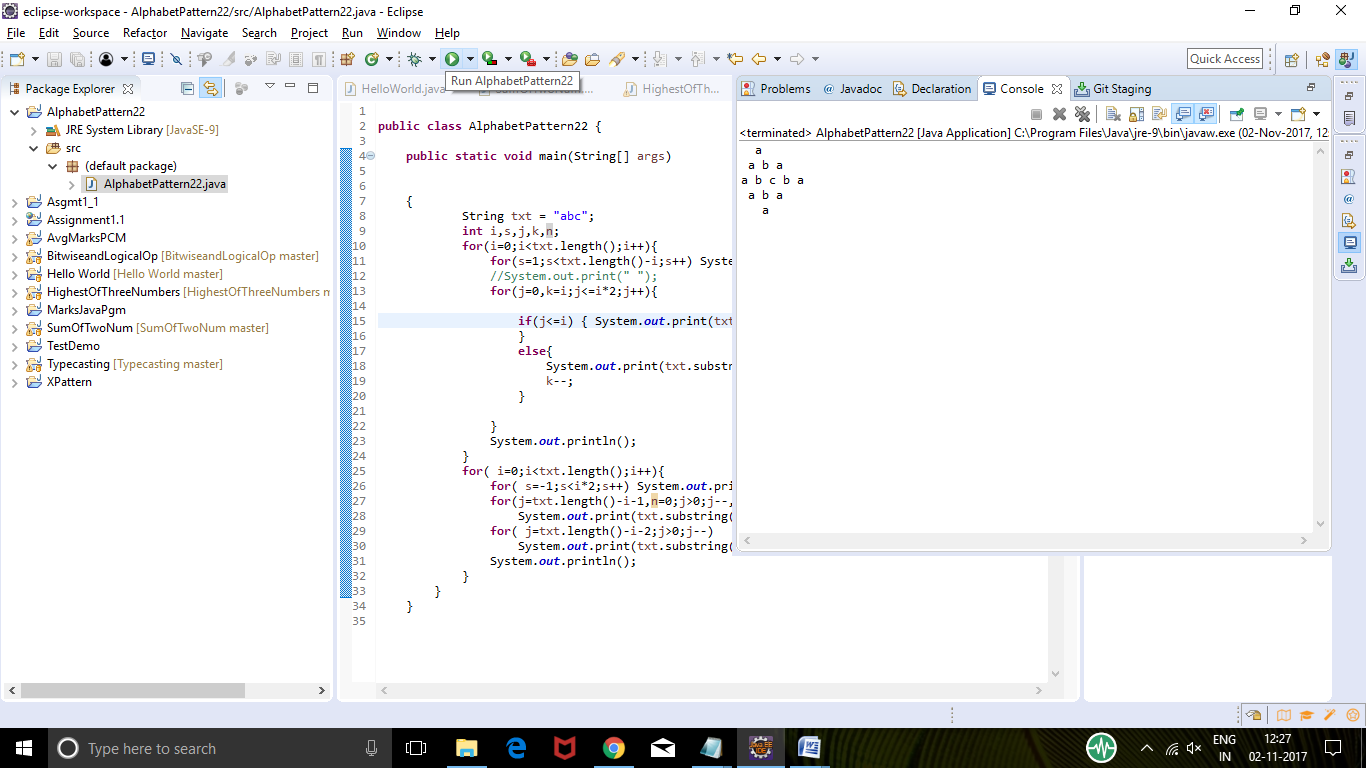 eclipse-workspace - AlphabetPattern22/src/AlphabetPattern22.java - Eclipse
File Edit Source Refactor Navigate Search Project Run Window Help
Quick Access
Run AlphabetPattern22
Package Explorer
AlphabetPattern22
JRE System Library [JavaSE-9]
src
(default package)
AlphabetPattern22.java
Asgmt1_1
Assignment1.1
AvgMarksPCM
BitwiseandLogicalOp [BitwiseandLogicalOp master]
Hello World [Hello World master]
HighestOfThreeNumbers [HighestOfThreeNumbers m
MarksJavaPgm
SumOfTwoNum [SumOfTwoNum master]
TestDemo
Typecasting [Typecasting master]
XPattern
HelloWorld.java SumOfTwoNum.... HighestOfTh...
1
2 public class AlphabetPattern22 {
3
4 public static void main(String[] args)
5
6
7 {
8 String txt = "abc";
9 int i,s,j,k,n;
10 for(i=0;i<txt.length();i++){
11 for(s=1;s<txt.length()-i;s++) Syste
12 //System.out.print(" ");
13 for(j=0,k=i;j<=i*2;j++){
14
15 if(j<=i) { System.out.print(txt
16 }
17 else{
18 System.out.print(txt.substr
19 k--;
20 }
21
22 }
23 System.out.println();
24 }
25 for( i=0;i<txt.length();i++){
26 for( s=-1;s<i*2;s++) System.out.pri
27 for(j=txt.length()-i-1,n=0;j>0;j--,
28 System.out.print(txt.substring(
29 for( j=txt.length()-i-2;j>0;j--)
30 System.out.print(txt.substring(
31 System.out.println();
32 }
33 }
34 }
35
Problems @ Javadoc Declaration Console Git Staging
<terminated> AlphabetPattern22 [Java Application] C:\Program Files\Java\jre-9\bin\javaw.exe (02-Nov-2017, 12
a
a b a
a b c b a
a b a
a
Type here to search
ENG
IN
12:27
02-11-2017